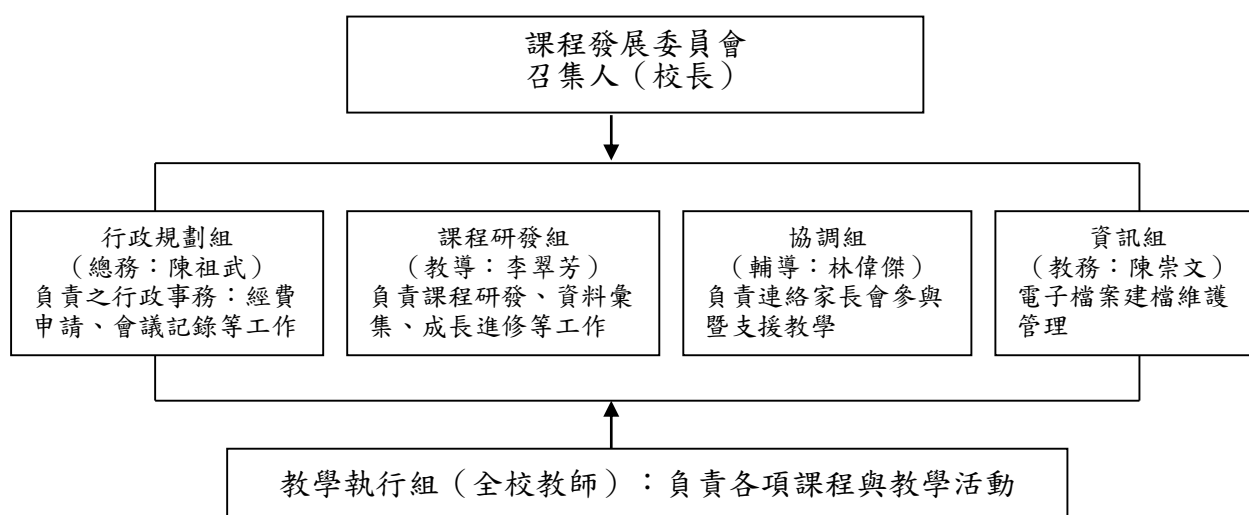 課程發展委員會
召集人（校長）
行政規劃組
（總務：陳祖武）
負責之行政事務：經費
申請、會議記錄等工作
課程研發組
（教導：李翠芳）
負責課程研發、資料彙
集、成長進修等工作
協調組
（輔導：林偉傑）
負責連絡家長會參與
暨支援教學
資訊組
（教務：陳崇文）
電子檔案建檔維護
管理
教學執行組（全校教師）：負責各項課程與教學活動